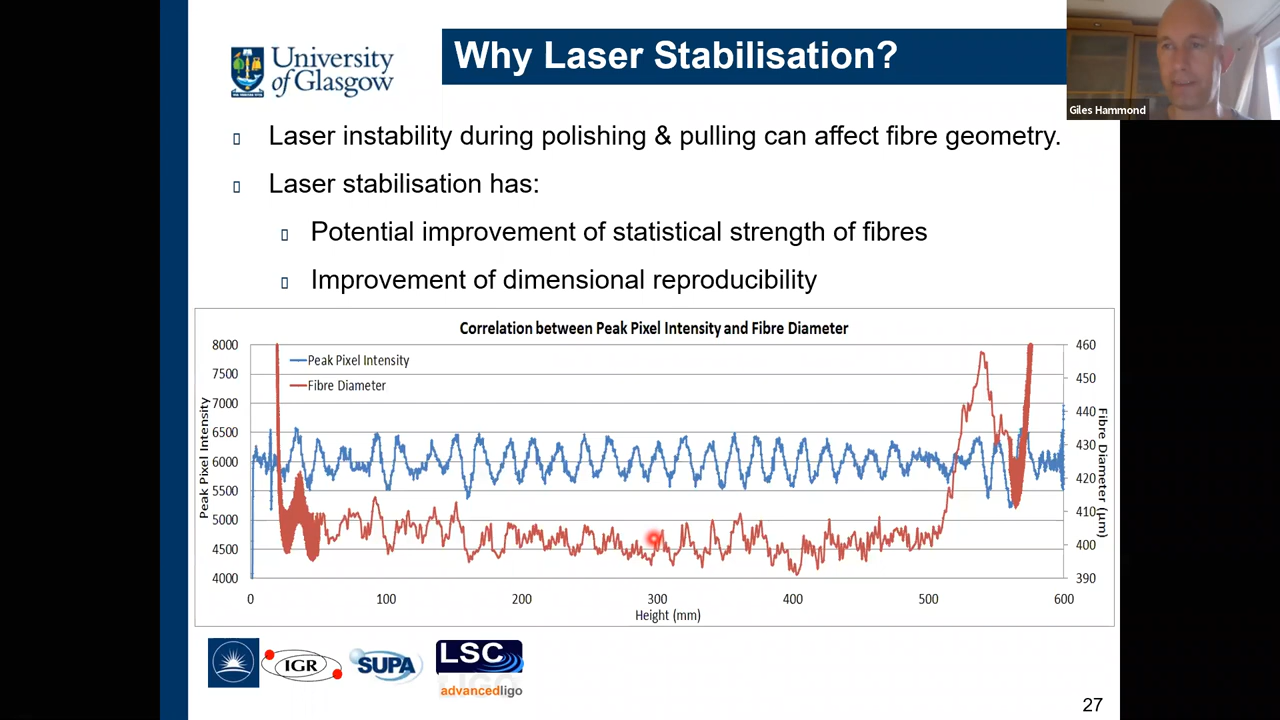 University
of Glasgow
Why Laser Stabilisation?
Giles Hammond
Laser instability during polishing & pulling can affect fibre geometry.
Laser stabilisation has:
Potential improvement of statistical strength of fibres
Improvement of dimensional reproducibility
Correlation between Peak Pixel Intensity and Fibre Diameter
Peak Pixel Intensity
Fibre Diameter
8000
7500
7000
6500
6000
5500
5000
4500
4000
Peak Pixel Intensity
460
450
440
430
420
410
400
390
Fibre Diameter (µm)
0 100 200 300 400 500 600
Height (mm)
IGR
SUPA
LSC
LIGO
advancedligo
27